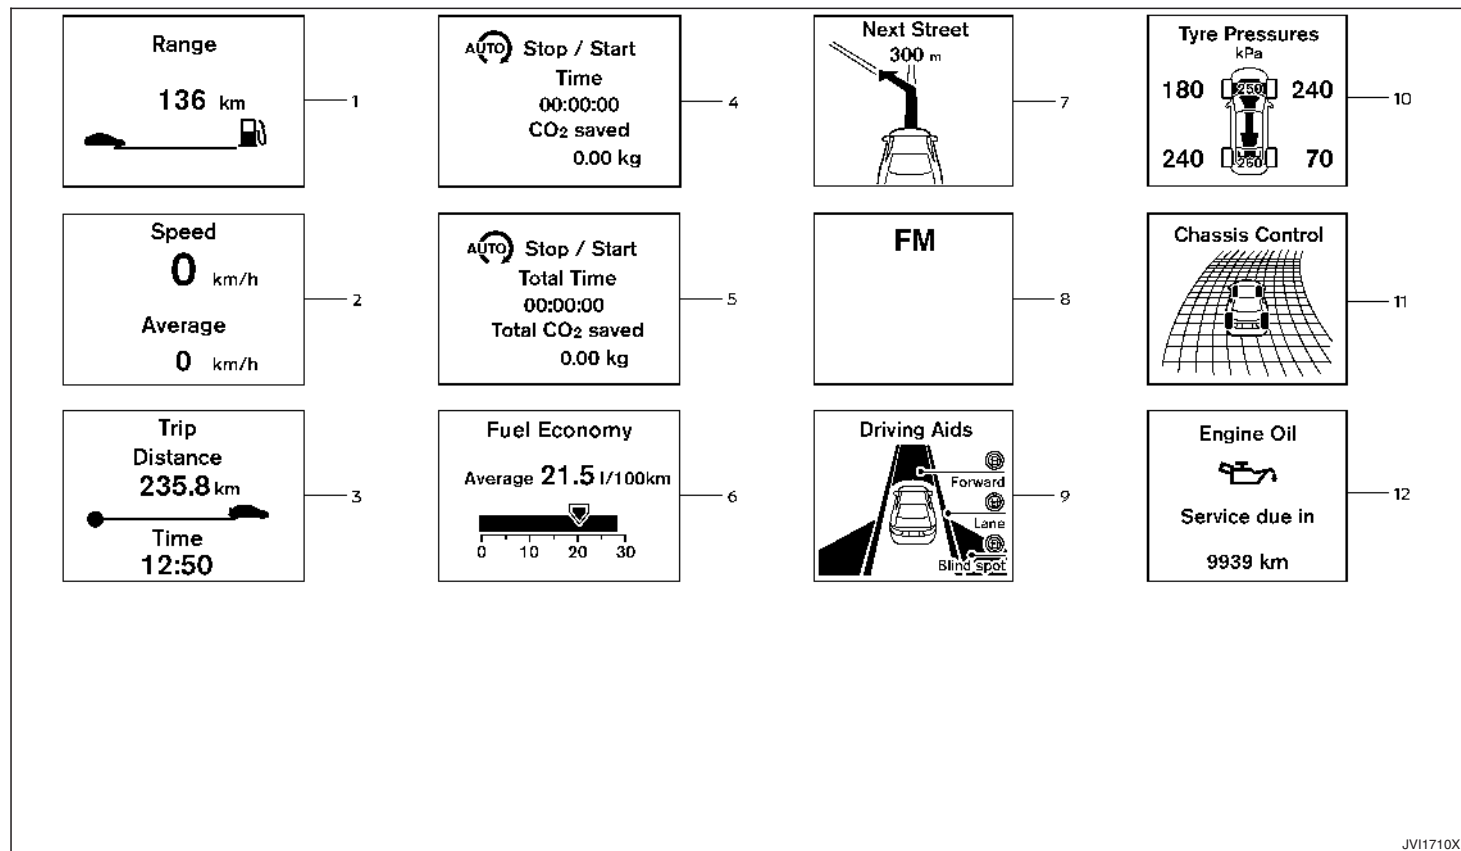 Range
136 km
1
Speed
0 km/h
Average
0 km/h
2
Trip
Distance
235.8 km
Time
12:50
3
AUTO Stop / Start
Time
00:00:00
CO2 saved
0.00 kg
4
AUTO Stop / Start
Total Time
00:00:00
Total CO2 saved
0.00 kg
5
Fuel Economy
Average 21.5 l/100km
0 10 20 30
6
Next Street
300 m
7
FM
8
Driving Aids
Forward
Lane
Blind spot
9
Tyre Pressures
kPa
180 250 240
240 260 70
10
Chassis Control
11
Engine Oil
Service due in
9939 km
12
JVI1710X